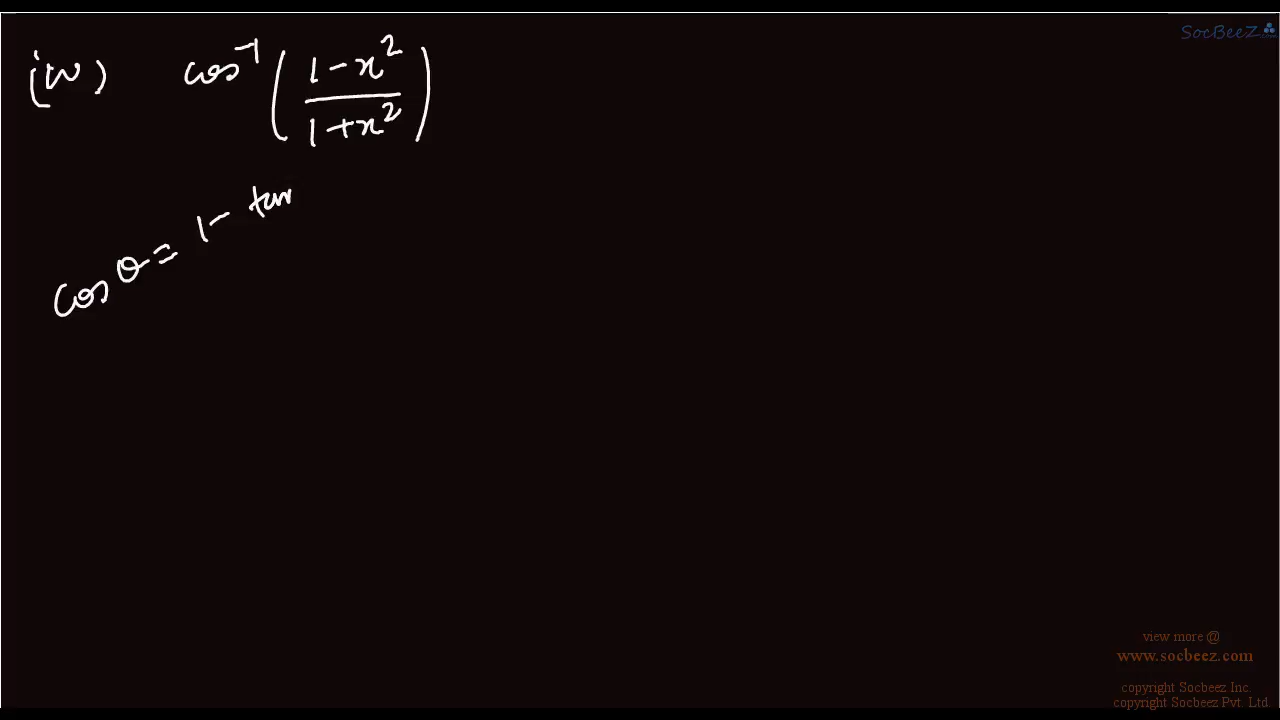 SocBeeZ
(iv) cos⁻¹ ( (1-x²)/(1+x²) )
cos θ = 1- tan
view more @
www.socbeez.com
copyright Socbeez Inc.
copyright Socbeez Pvt. Ltd.